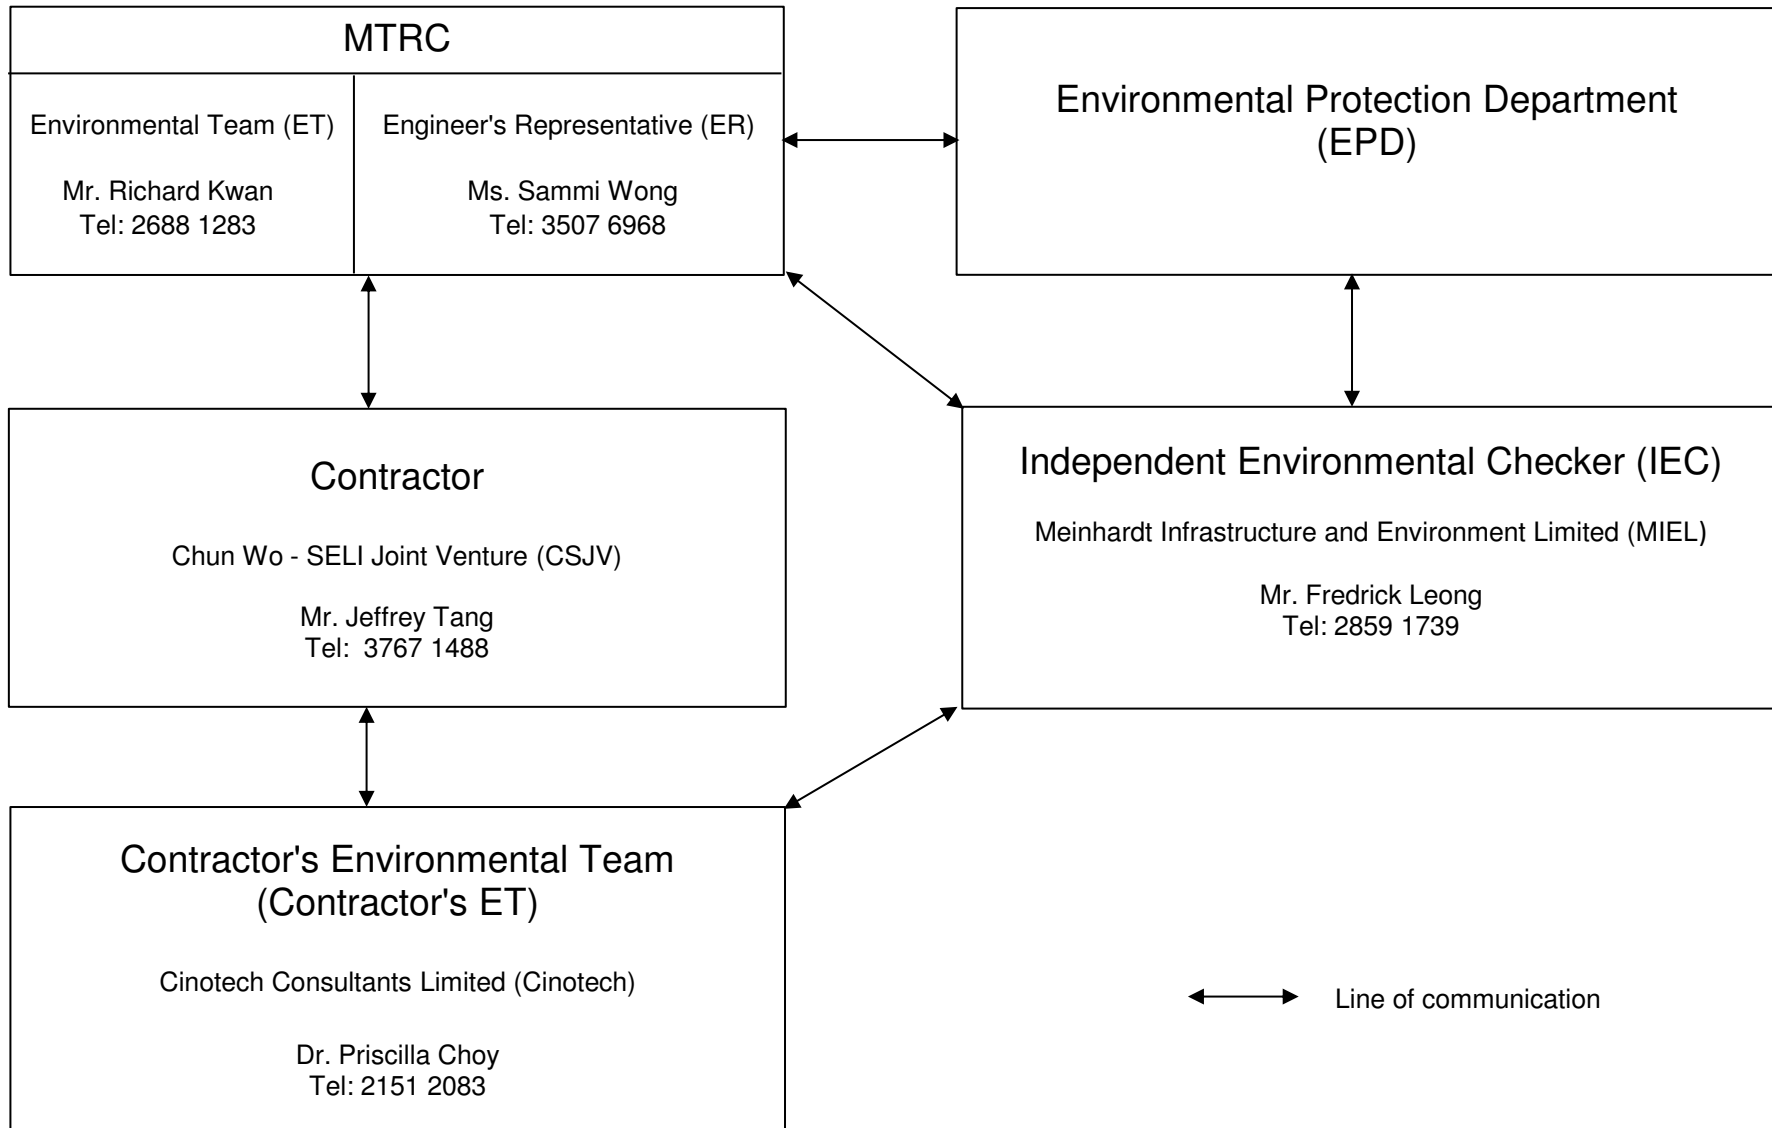 MTRC
Environmental Team (ET)
Mr. Richard Kwan
Tel: 2688 1283
Engineer's Representative (ER)
Ms. Sammi Wong
Tel: 3507 6968
Environmental Protection Department
(EPD)
Contractor
Chun Wo - SELI Joint Venture (CSJV)
Mr. Jeffrey Tang
Tel:  3767 1488
Independent Environmental Checker (IEC)
Meinhardt Infrastructure and Environment Limited (MIEL)
Mr. Fredrick Leong
Tel: 2859 1739
Contractor's Environmental Team
(Contractor's ET)
Cinotech Consultants Limited (Cinotech)
Dr. Priscilla Choy
Tel: 2151 2083
Line of communication